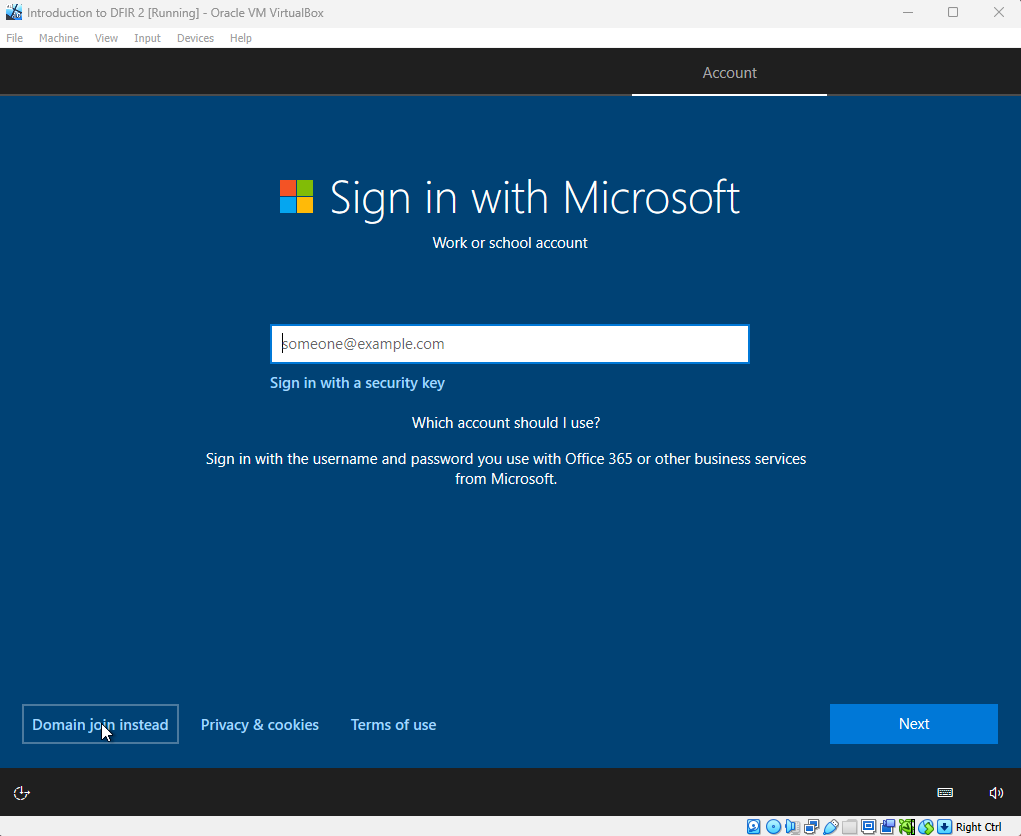 Introduction to DFIR 2 [Running] - Oracle VM VirtualBox
File Machine View Input Devices Help
Account
Sign in with Microsoft
Work or school account
someone@example.com
Sign in with a security key
Which account should I use?
Sign in with the username and password you use with Office 365 or other business services
from Microsoft.
Domain join instead Privacy & cookies Terms of use Next
Right Ctrl